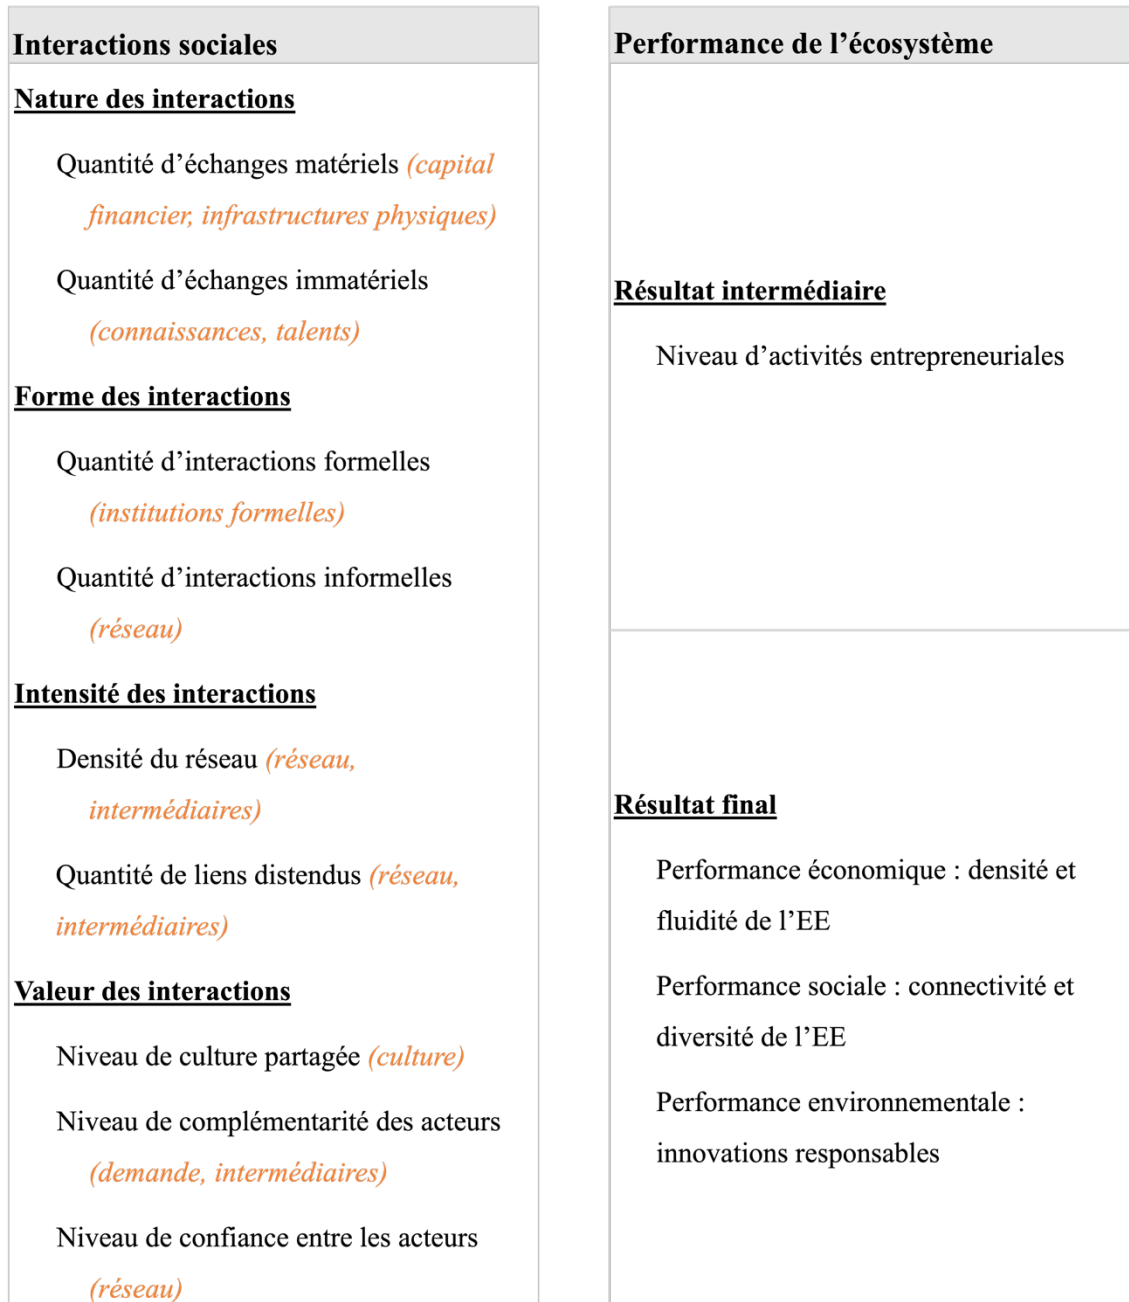 Interactions sociales
Nature des interactions
Quantité d’échanges matériels (capital
financier, infrastructures physiques)
Quantité d’échanges immatériels
(connaissances, talents)
Forme des interactions
Quantité d’interactions formelles
(institutions formelles)
Quantité d’interactions informelles
(réseau)
Intensité des interactions
Densité du réseau (réseau,
intermédiaires)
Quantité de liens distendus (réseau,
intermédiaires)
Valeur des interactions
Niveau de culture partagée (culture)
Niveau de complémentarité des acteurs
(demande, intermédiaires)
Niveau de confiance entre les acteurs
(réseau)
Performance de l’écosystème
Résultat intermédiaire
Niveau d’activités entrepreneuriales
Résultat final
Performance économique : densité et
fluidité de l’EE
Performance sociale : connectivité et
diversité de l’EE
Performance environnementale :
innovations responsables